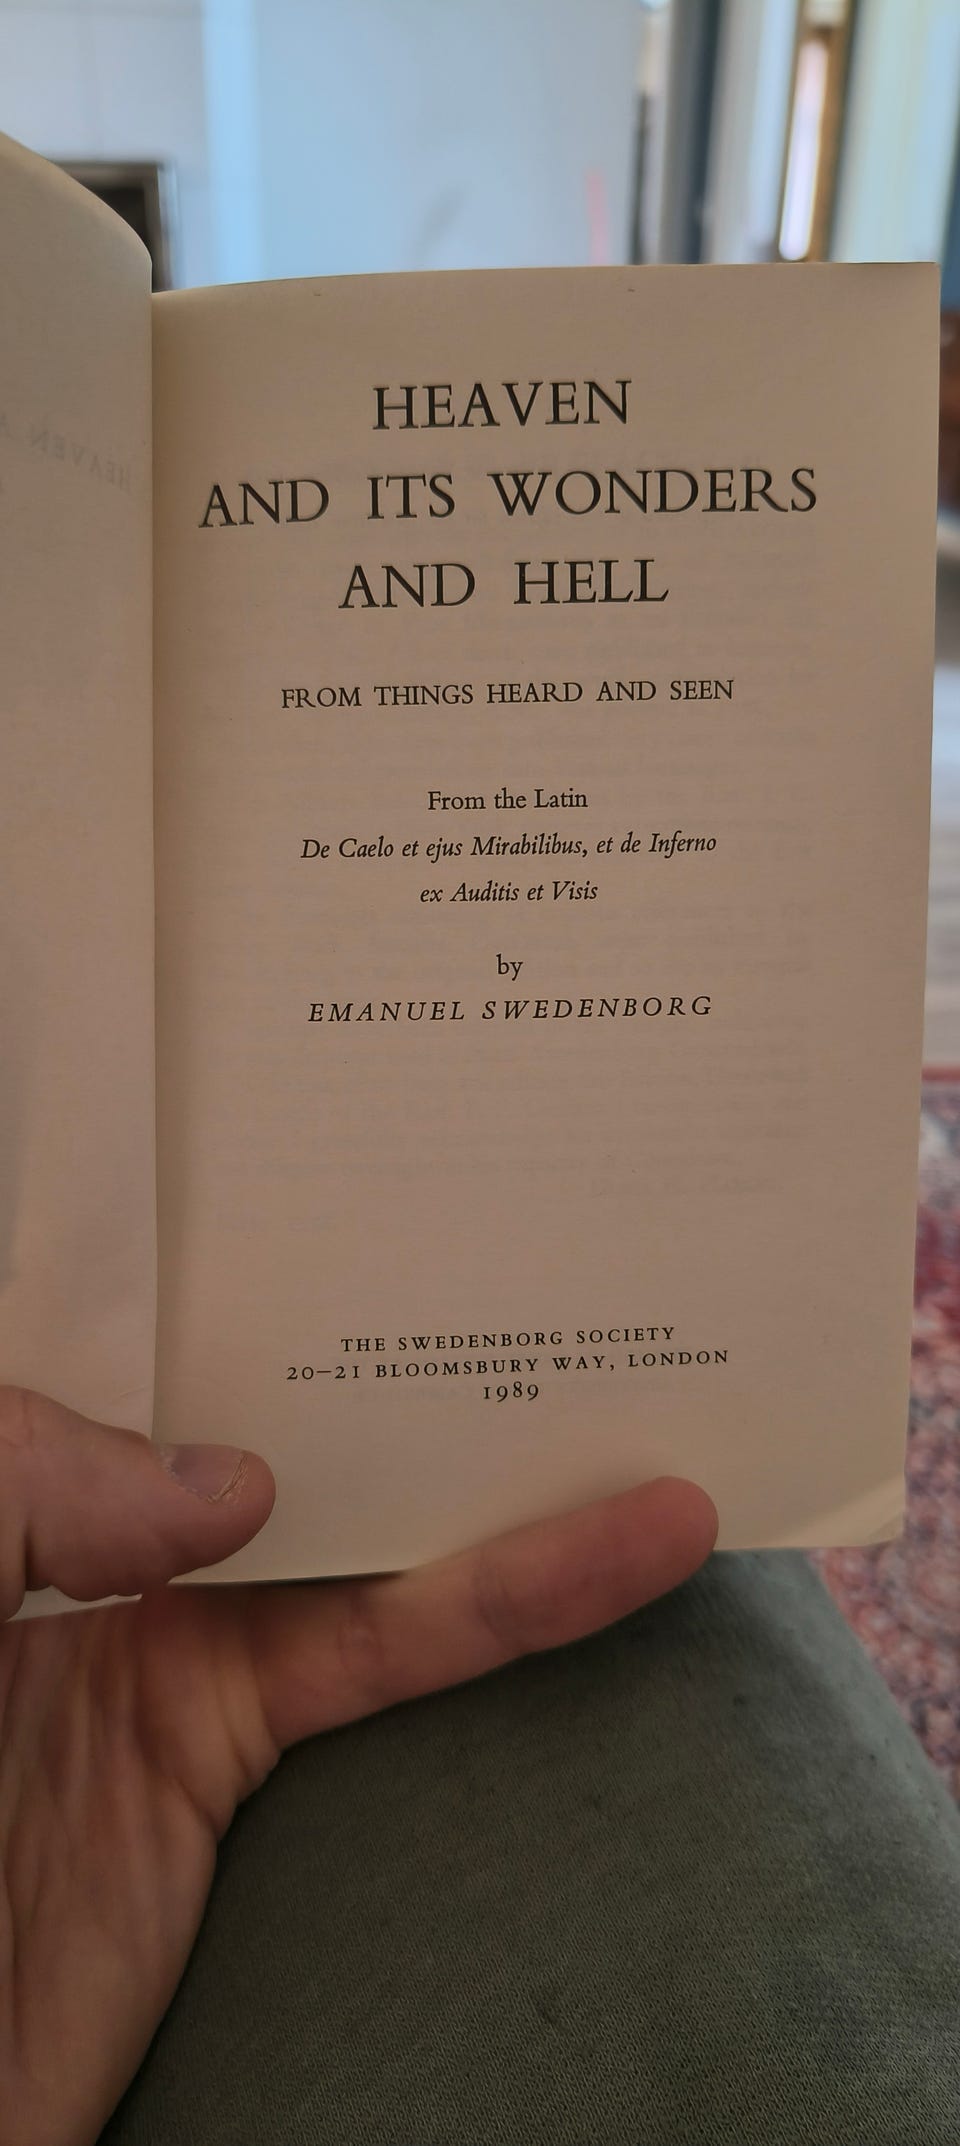 HEAVEN
AND ITS WONDERS
AND HELL
FROM THINGS HEARD AND SEEN
From the Latin
De Caelo et ejus Mirabilibus, et de Inferno
ex Auditis et Visis
by
EMANUEL SWEDENBORG
THE SWEDENBORG SOCIETY
20–21 BLOOMSBURY WAY, LONDON
1989